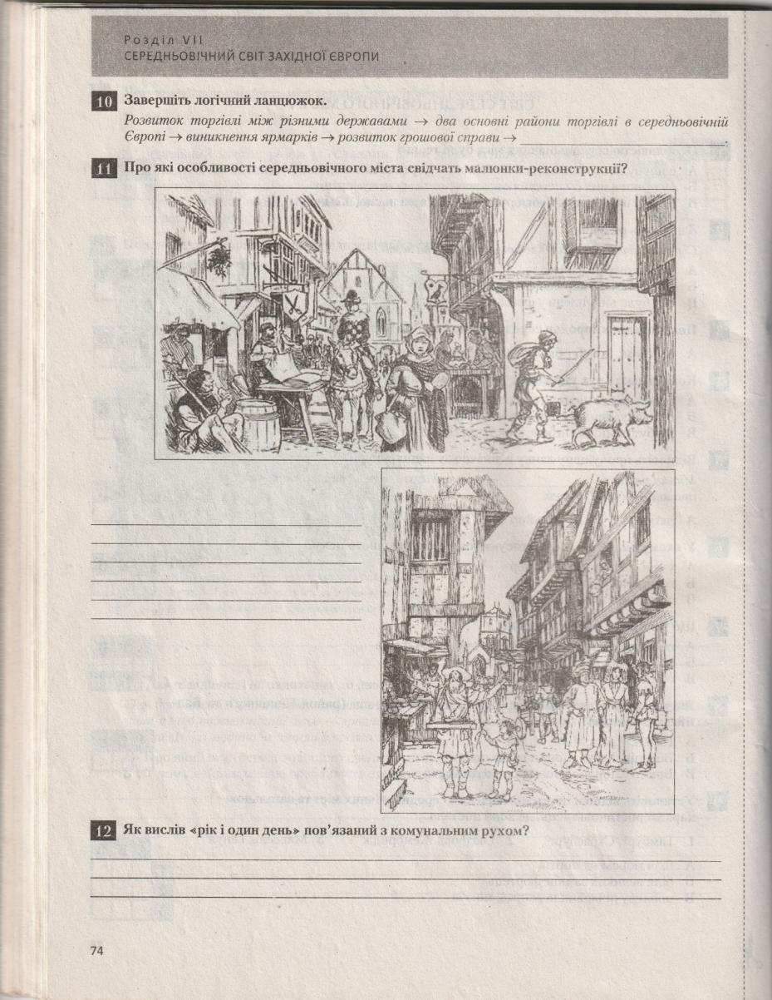 Розділ VII
СЕРЕДНЬОВІЧНИЙ СВІТ ЗАХІДНОЇ ЄВРОПИ
10 Завершіть логічний ланцюжок.
Розвиток торгівлі між різними державами → два основні райони торгівлі в середньовічній
Європі → виникнення ярмарків → розвиток грошової справи → .
11 Про які особливості середньовічного міста свідчать малюнки-реконструкції?
12 Як вислів «рік і один день» пов’язаний з комунальним рухом?
74